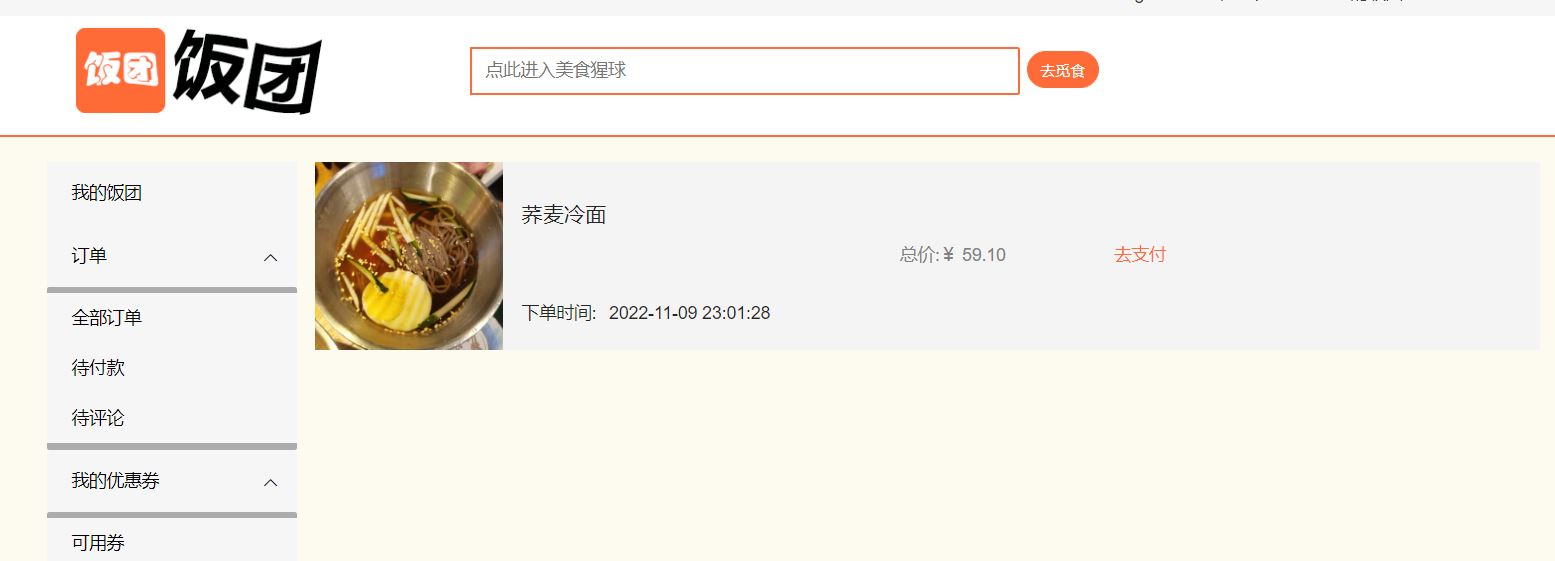 饭团 饭团
点此进入美食猩球 去觅食
我的饭团
订单
全部订单
待付款
待评论
我的优惠券
可用券
荞麦冷面
总价:¥ 59.10 去支付
下单时间: 2022-11-09 23:01:28